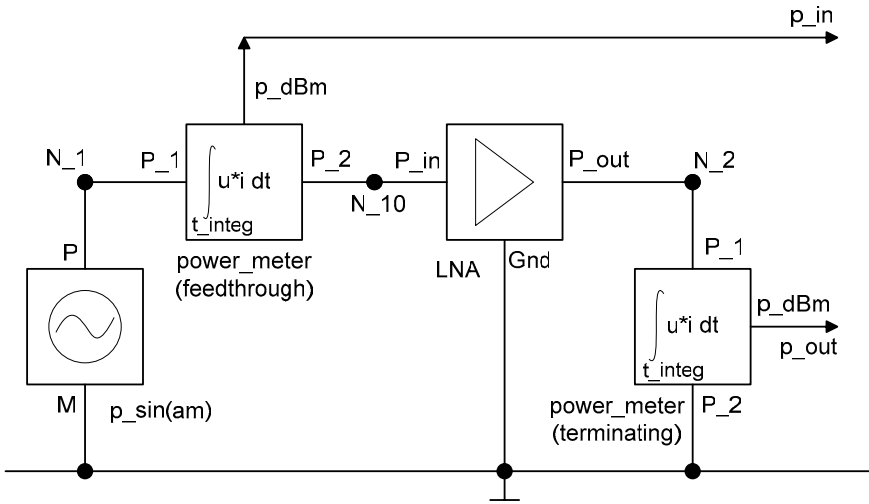 p_in
p_dBm
N_1
P_1
P_2
P_in
P_out
N_2
∫ u*i dt
t_integ
N_10
power_meter
(feedthrough)
LNA
Gnd
P
P_1
∫ u*i dt
t_integ
p_dBm
p_out
M
p_sin(am)
power_meter
(terminating)
P_2